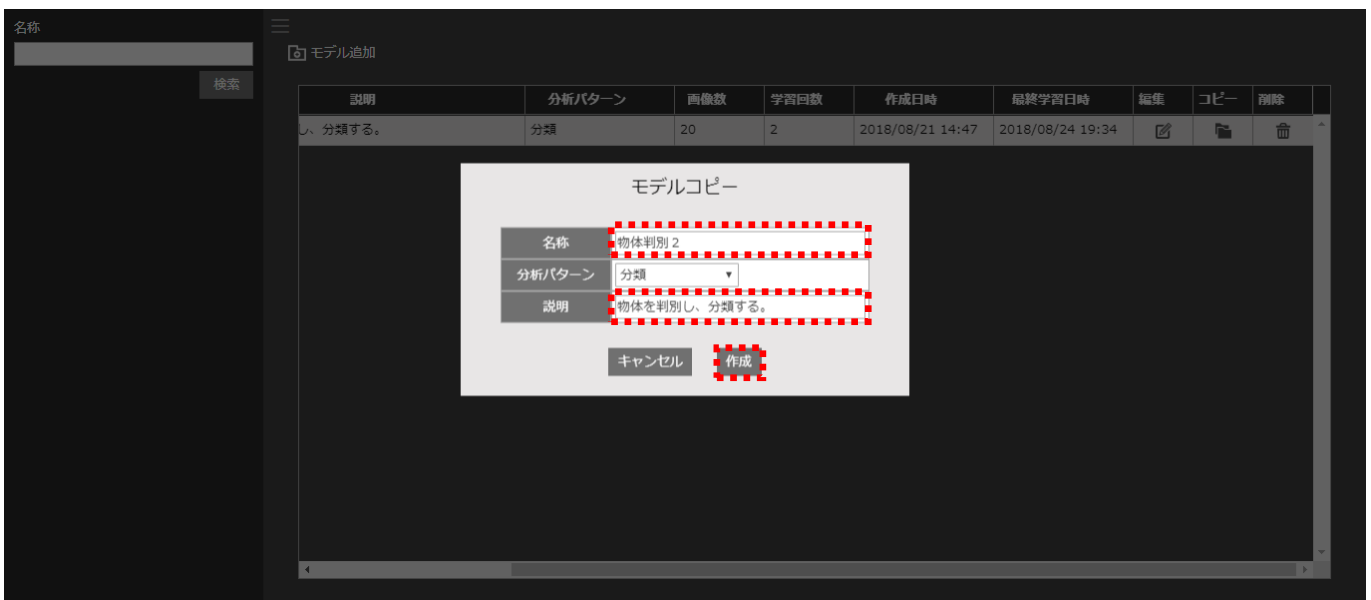 名称
検索
モデル追加
説明 分析パターン 画像数 学習回数 作成日時 最終学習日時 編集 コピー 削除
し、分類する。 分類 20 2 2018/08/21 14:47 2018/08/24 19:34
モデルコピー
名称 物体判別２
分析パターン 分類
説明 物体を判別し、分類する。
キャンセル 作成